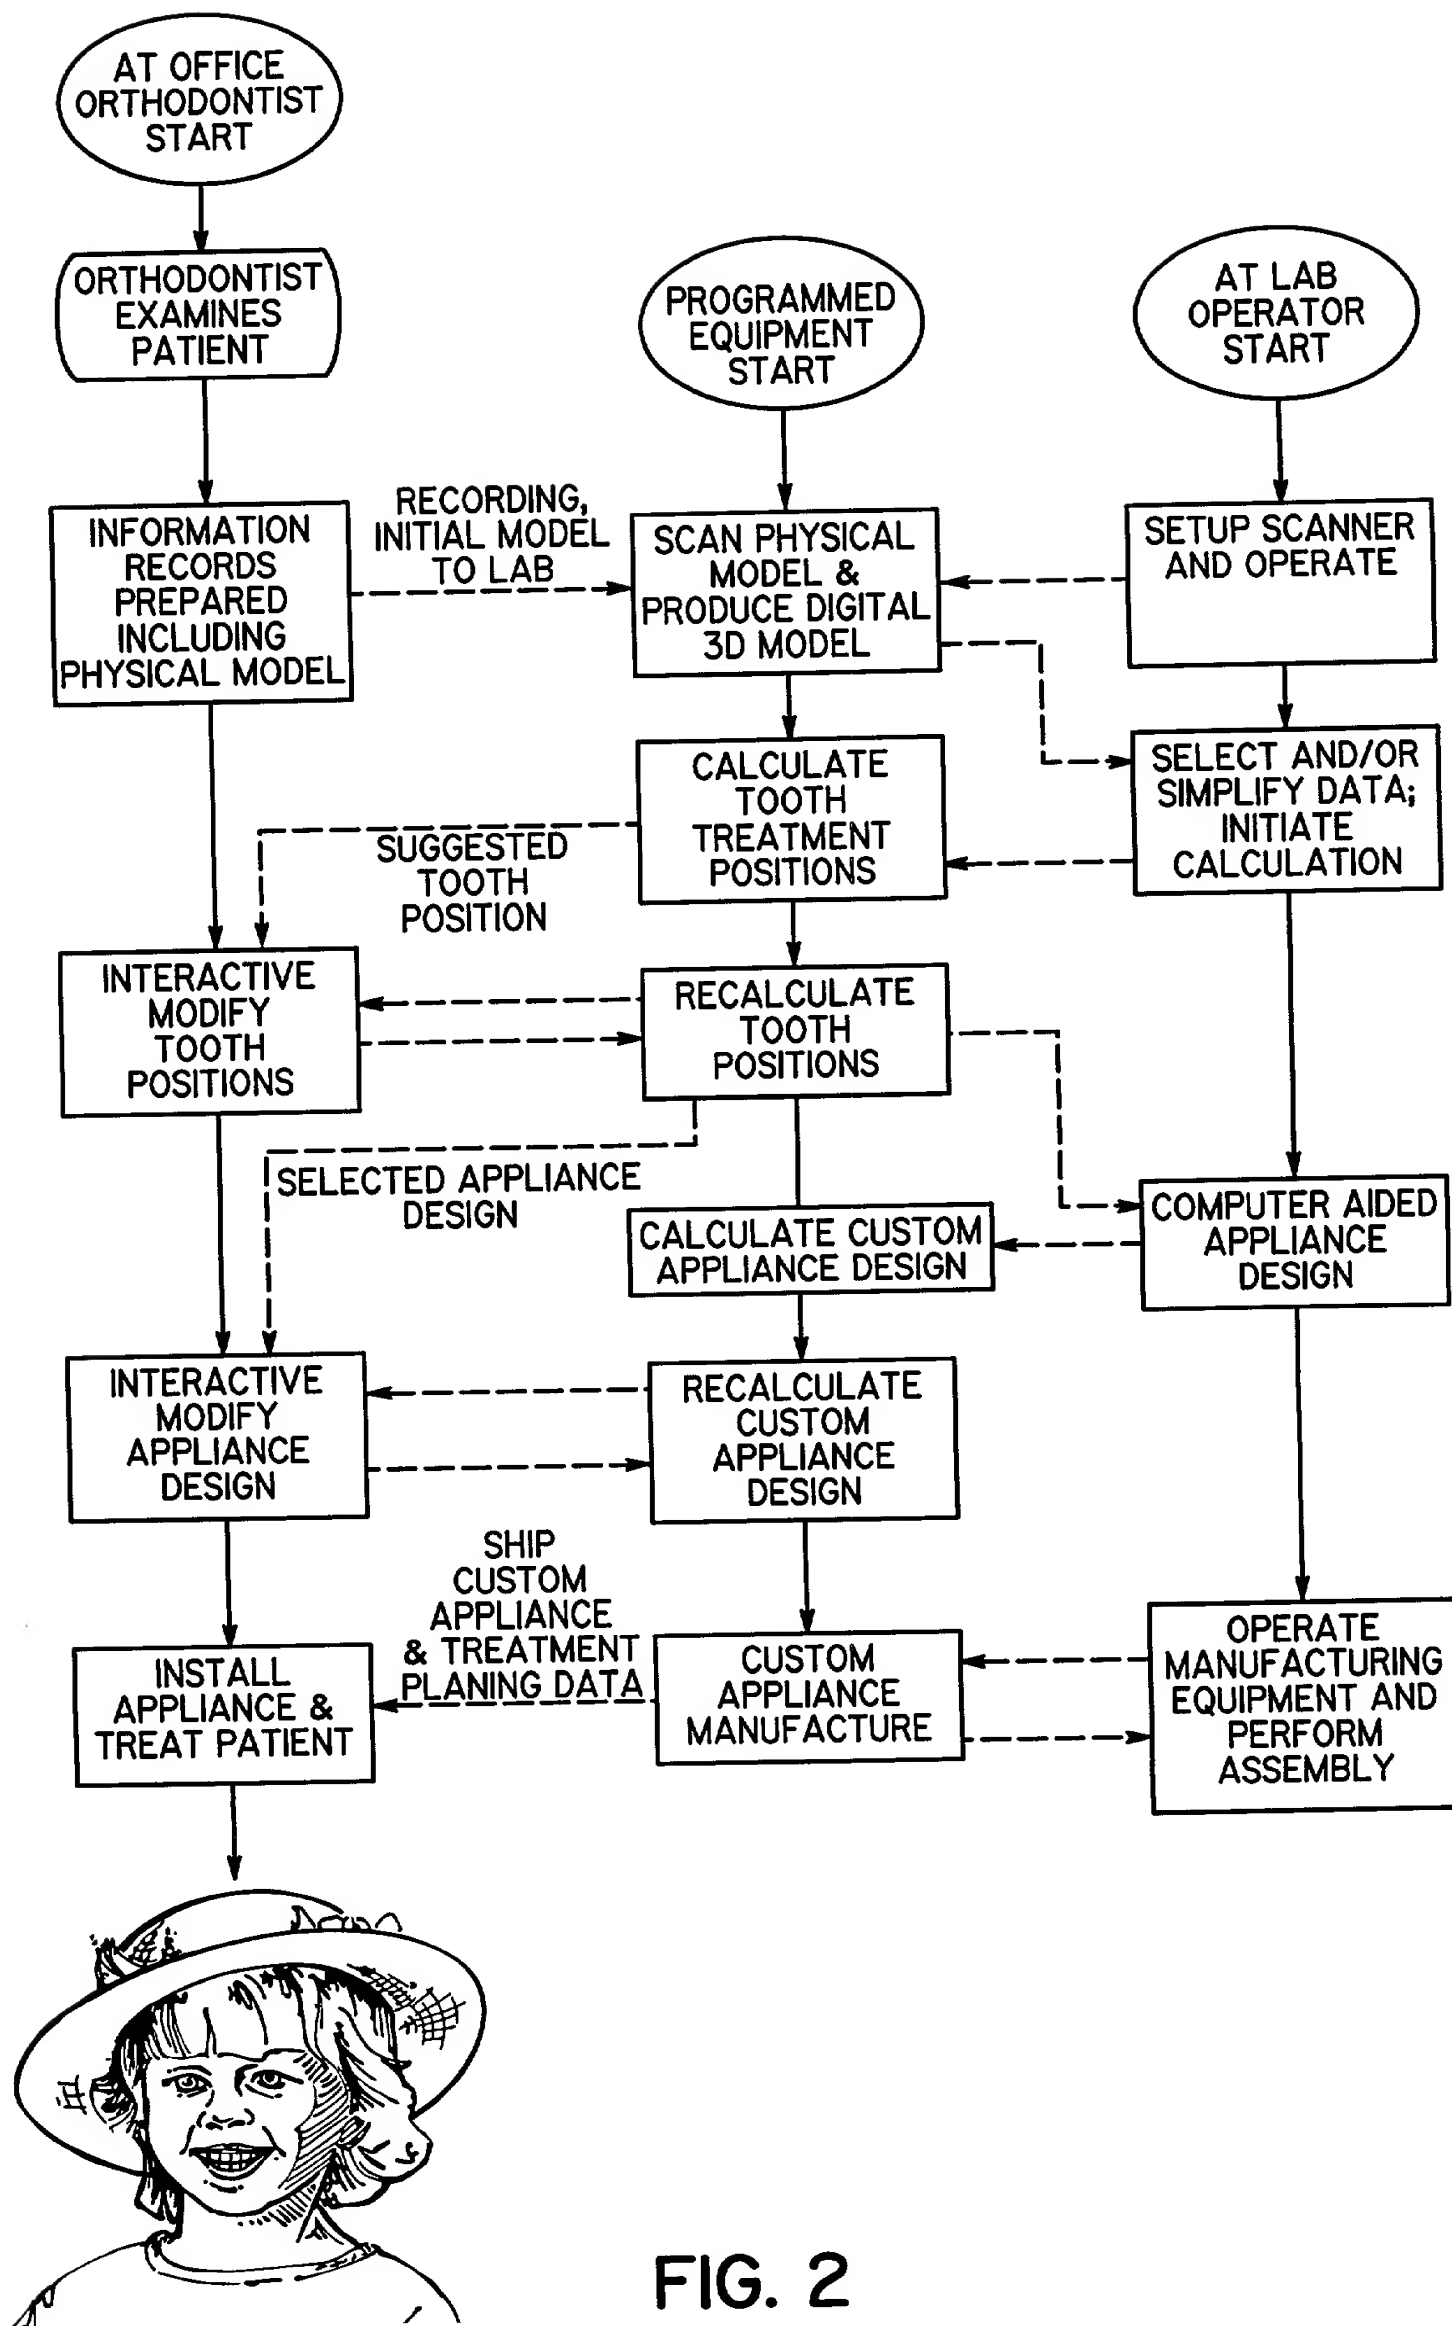 AT OFFICE
ORTHODONTIST
START
ORTHODONTIST
EXAMINES
PATIENT
PROGRAMMED
EQUIPMENT
START
AT LAB
OPERATOR
START
INFORMATION
RECORDS
PREPARED
INCLUDING
PHYSICAL MODEL
RECORDING,
INITIAL MODEL
TO LAB
SCAN PHYSICAL
MODEL &
PRODUCE DIGITAL
3D MODEL
SETUP SCANNER
AND OPERATE
CALCULATE
TOOTH
TREATMENT
POSITIONS
SELECT AND/OR
SIMPLIFY DATA;
INITIATE
CALCULATION
SUGGESTED
TOOTH
POSITION
INTERACTIVE
MODIFY
TOOTH
POSITIONS
RECALCULATE
TOOTH
POSITIONS
SELECTED APPLIANCE
DESIGN
CALCULATE CUSTOM
APPLIANCE DESIGN
COMPUTER AIDED
APPLIANCE
DESIGN
INTERACTIVE
MODIFY
APPLIANCE
DESIGN
RECALCULATE
CUSTOM
APPLIANCE
DESIGN
SHIP
CUSTOM
APPLIANCE
& TREATMENT
PLANING DATA
INSTALL
APPLIANCE &
TREAT PATIENT
CUSTOM
APPLIANCE
MANUFACTURE
OPERATE
MANUFACTURING
EQUIPMENT AND
PERFORM
ASSEMBLY
FIG. 2